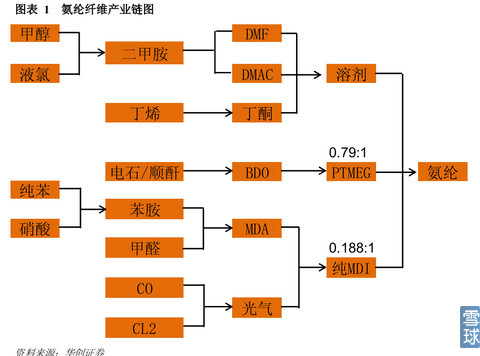 图表 1 氨纶纤维产业链图
甲醇
液氯
二甲胺
DMF
DMAC
溶剂
丁烯
丁酮
电石/顺酐
BDO
0.79:1
PTMEG
氨纶
纯苯
硝酸
苯胺
甲醛
MDA
0.188:1
纯MDI
CO
CL2
光气
雪球
资料来源：华创证券